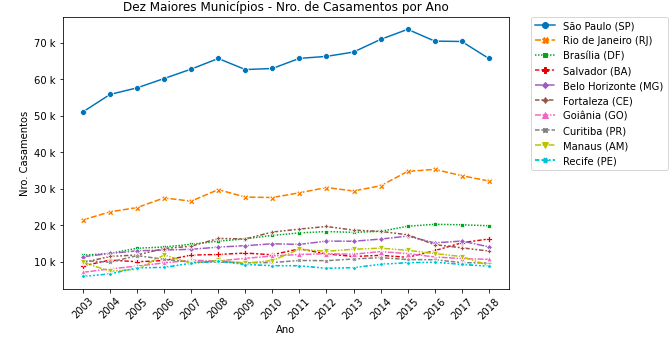 Dez Maiores Municípios - Nro. de Casamentos por Ano
70 k
60 k
50 k
40 k
30 k
20 k
10 k
Nro. Casamentos
2003
2004
2005
2006
2007
2008
2009
2010
2011
2012
2013
2014
2015
2016
2017
2018
Ano
São Paulo (SP)
Rio de Janeiro (RJ)
Brasília (DF)
Salvador (BA)
Belo Horizonte (MG)
Fortaleza (CE)
Goiânia (GO)
Curitiba (PR)
Manaus (AM)
Recife (PE)